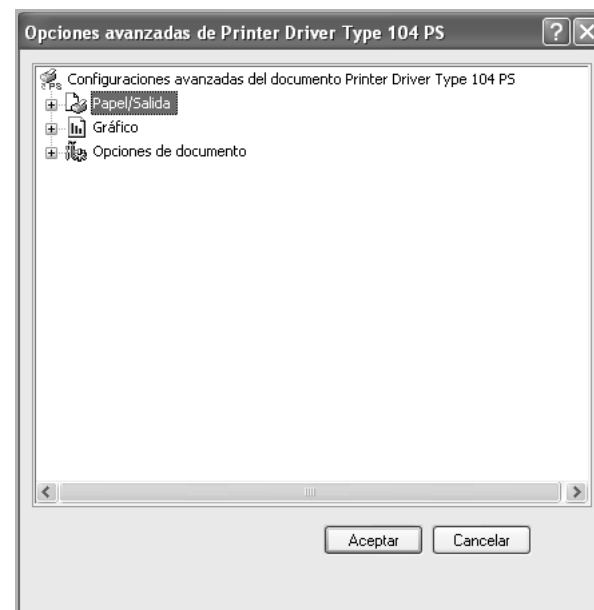 Opciones avanzadas de Printer Driver Type 104 PS
Configuraciones avanzadas del documento Printer Driver Type 104 PS
Papel/Salida
Gráfico
Opciones de documento
Aceptar
Cancelar